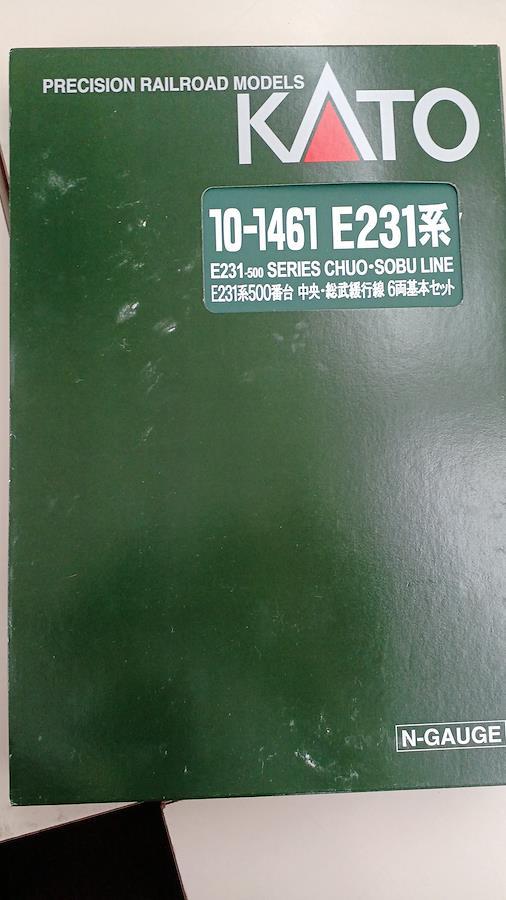 PRECISION RAILROAD MODELS
KATO
10-1461 E231系
E231-500 SERIES CHUO・SOBU LINE
E231系500番台 中央・総武緩行線 6両基本セット
N-GAUGE